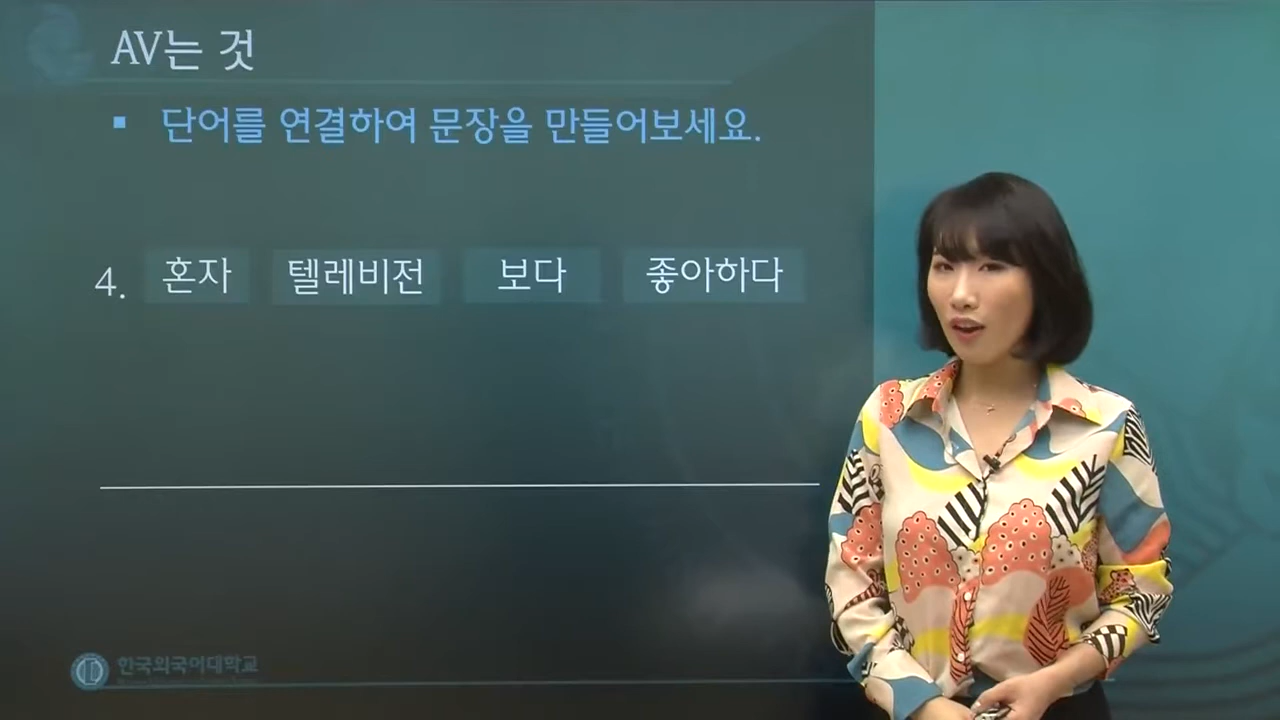 AV는 것
▪ 단어를 연결하여 문장을 만들어보세요.
4. 혼자 텔레비전 보다 좋아하다
한국외국어대학교